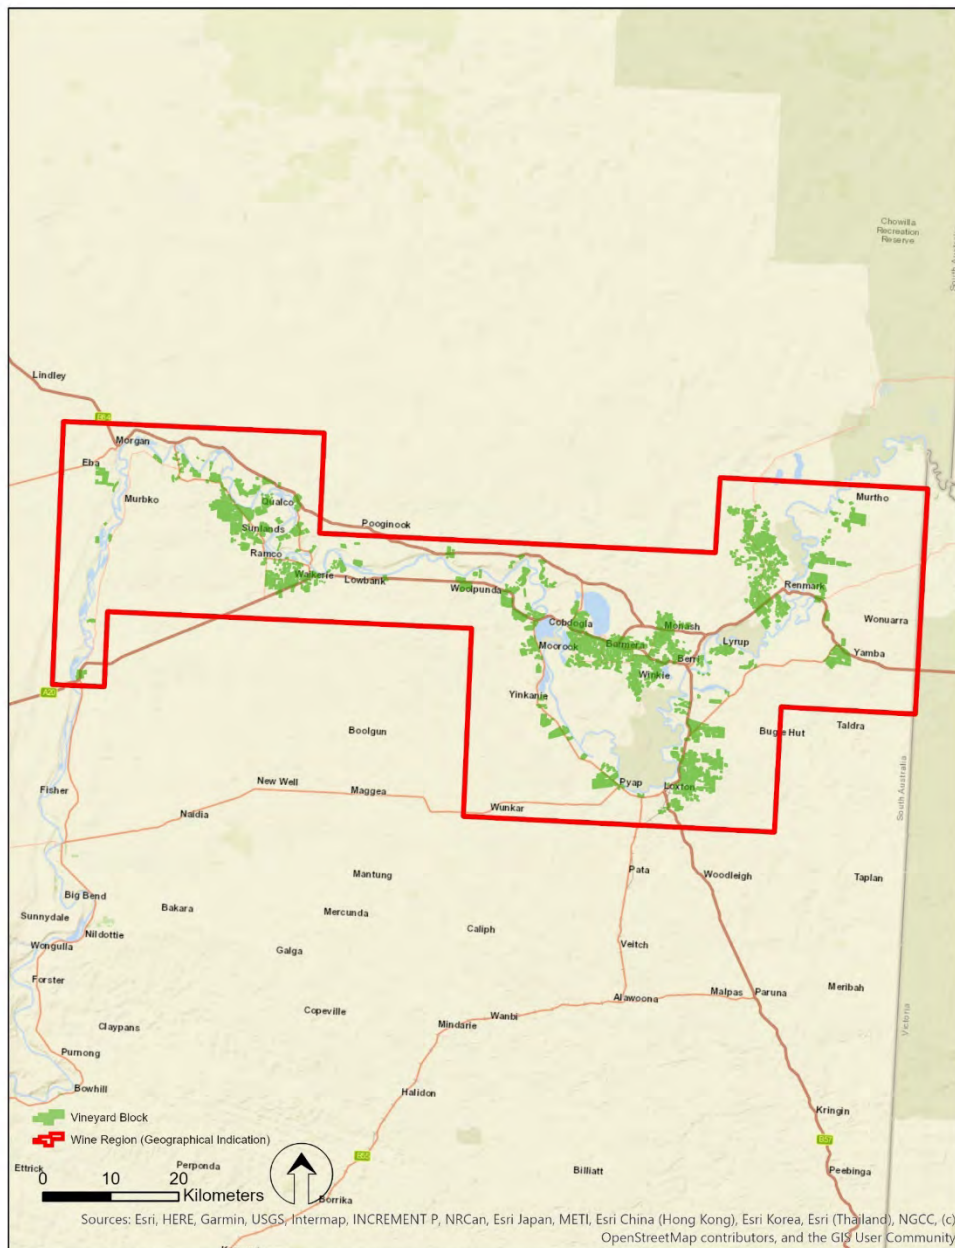 Chowilla
Recreation
Reserve
South Au
Lindley
B64
Morgan
Eba
Murbko
Qualco
Sunlands
Pooginook
Ramco
Waikerie
Lowbank
Woolpunda
Murtho
Renmark
Wonuarra
Cobdogla
Monash
Moorook
Barmera
Lyrup
Berri
Yamba
Winkie
A20
Yinkanie
Boolgun
Bugle Hut
Taldra
New Well
Maggea
Pyap
Loxton
Fisher
Naidia
Wunkar
South Australia
Mantung
Pata
Woodleigh
Taplan
Big Bend
Bakara
Mercunda
Sunnydale
Caliph
Nildottie
Wongulla
Galga
Veitch
Forster
Alawoona
Malpas
Paruna
Meribah
Copeville
Claypans
Mindarie
Wanbi
Victoria
Purnong
Bowhill
Halidon
Vineyard Block
Kringin
Wine Region (Geographical Indication)
B57
B55
Ettrick
Perponda
Billiatt
Peebinga
0 10 20
Kilometers
Borrika
Sources: Esri, HERE, Garmin, USGS, Intermap, INCREMENT P, NRCan, Esri Japan, METI, Esri China (Hong Kong), Esri Korea, Esri (Thailand), NGCC, (c)
OpenStreetMap contributors, and the GIS User Community